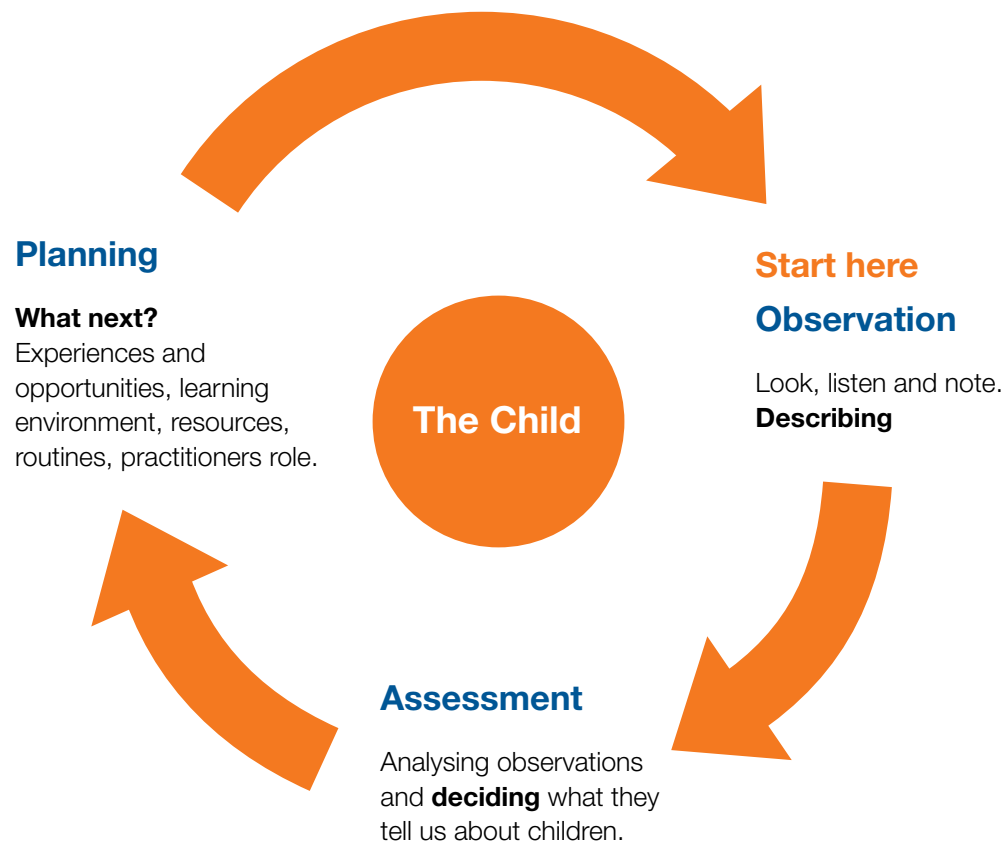 Start here
Observation
Look, listen and note.
Describing
Assessment
Analysing observations
and deciding what they
tell us about children.
Planning
What next?
Experiences and
opportunities, learning
environment, resources,
routines, practitioners role.
The Child